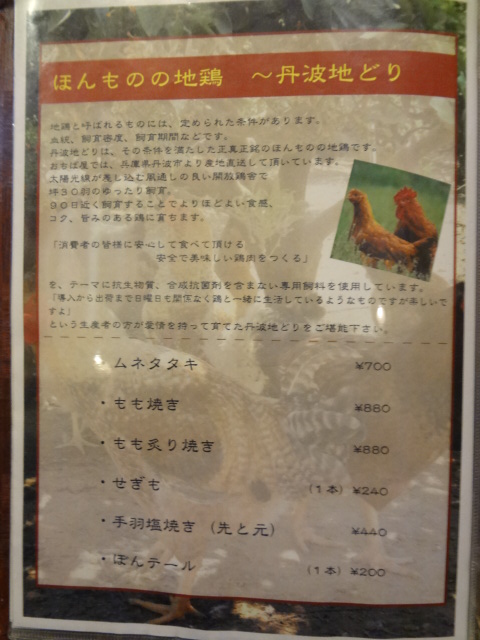 ほんものの地鶏　～丹波地どり
地鶏と呼ばれるものには、定められた条件があります。
血統、飼育密度、飼育期間などです。
丹波地どりは、その条件を満たした正真正銘のほんものの地鶏です。
おもち屋では、兵庫県丹波市より産地直送して頂いています。
太陽光線が差し込む風通しの良い開放鶏舎で
坪30羽のゆったり飼育。
90日近く飼育することでよりほどよい食感、
コク、旨みのある鶏に育ちます。
「消費者の皆様に安心して食べて頂ける
安全で美味しい鶏肉をつくる」
を、テーマに抗生物質、合成抗菌剤を含まない専用飼料を使用しています。
「導入から出荷まで日曜日も関係なく鶏と一緒に生活しているようなものですが楽しいで
すよ」
という生産者の方が愛情を持って育てた丹波地どりをご堪能下さい。
・ムネタタキ ¥700
・もも焼き ¥880
・もも炙り焼き ¥880
・せぎも （1本）¥240
・手羽塩焼き（先と元） ¥440
・ぼんテール （1本）¥200